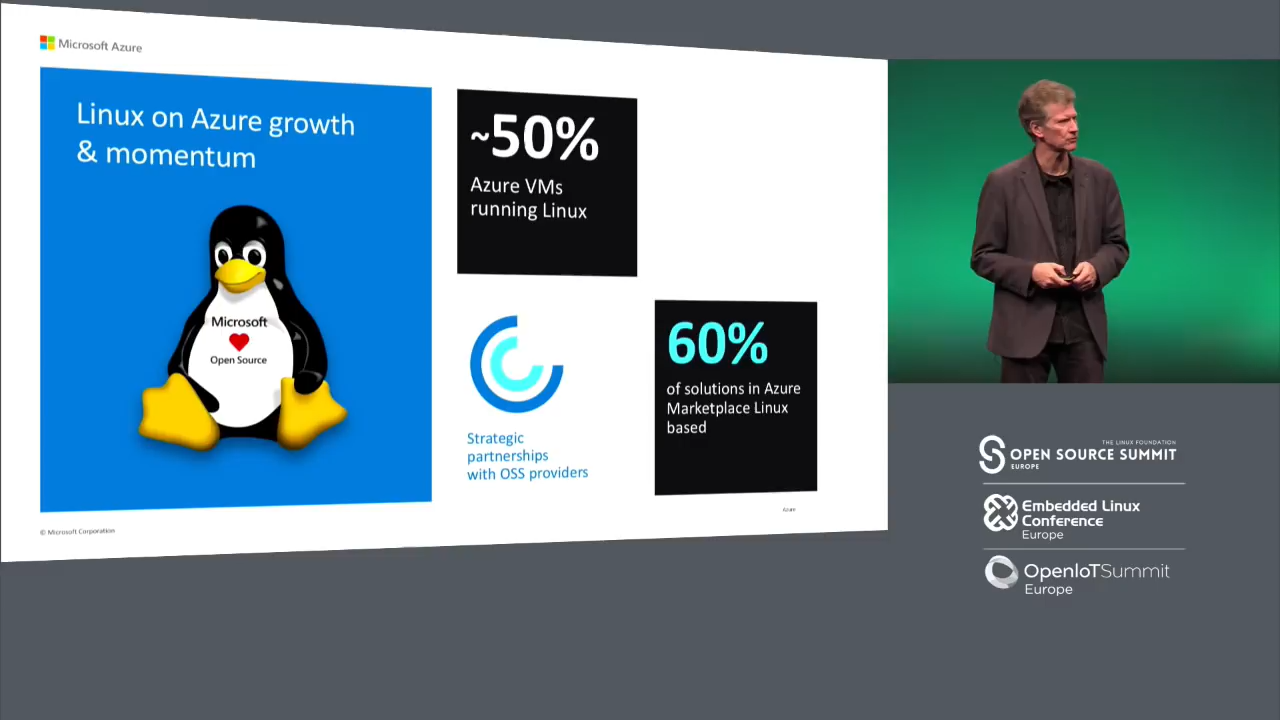 Microsoft Azure
Linux on Azure growth
& momentum
Microsoft
Open Source
~50%
Azure VMs
running Linux
Strategic
partnerships
with OSS providers
60%
of solutions in Azure
Marketplace Linux
based
Azure
© Microsoft Corporation
THE LINUX FOUNDATION
OPEN SOURCE SUMMIT
EUROPE
Embedded Linux
Conference
Europe
OpenIoTSummit
Europe